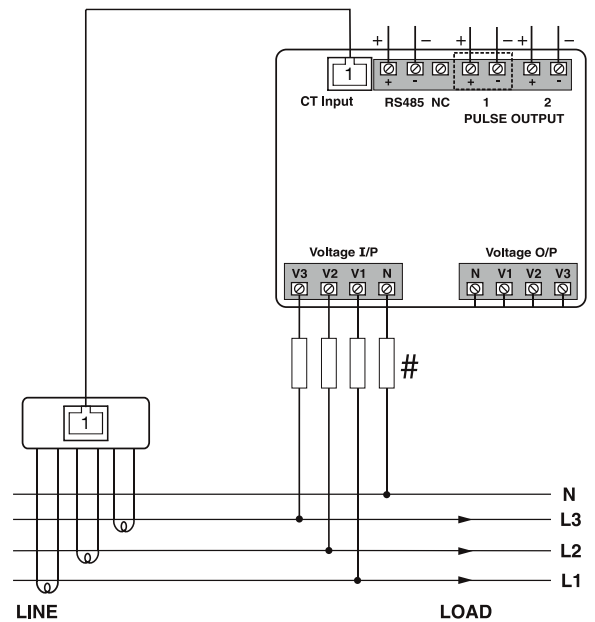 + – + – + –
1
+ - + - + -
CT Input RS485 NC 1 2
PULSE OUTPUT
Voltage I/P Voltage O/P
V3 V2 V1 N N V1 V2 V3
#
1
N
L3
L2
L1
LINE LOAD